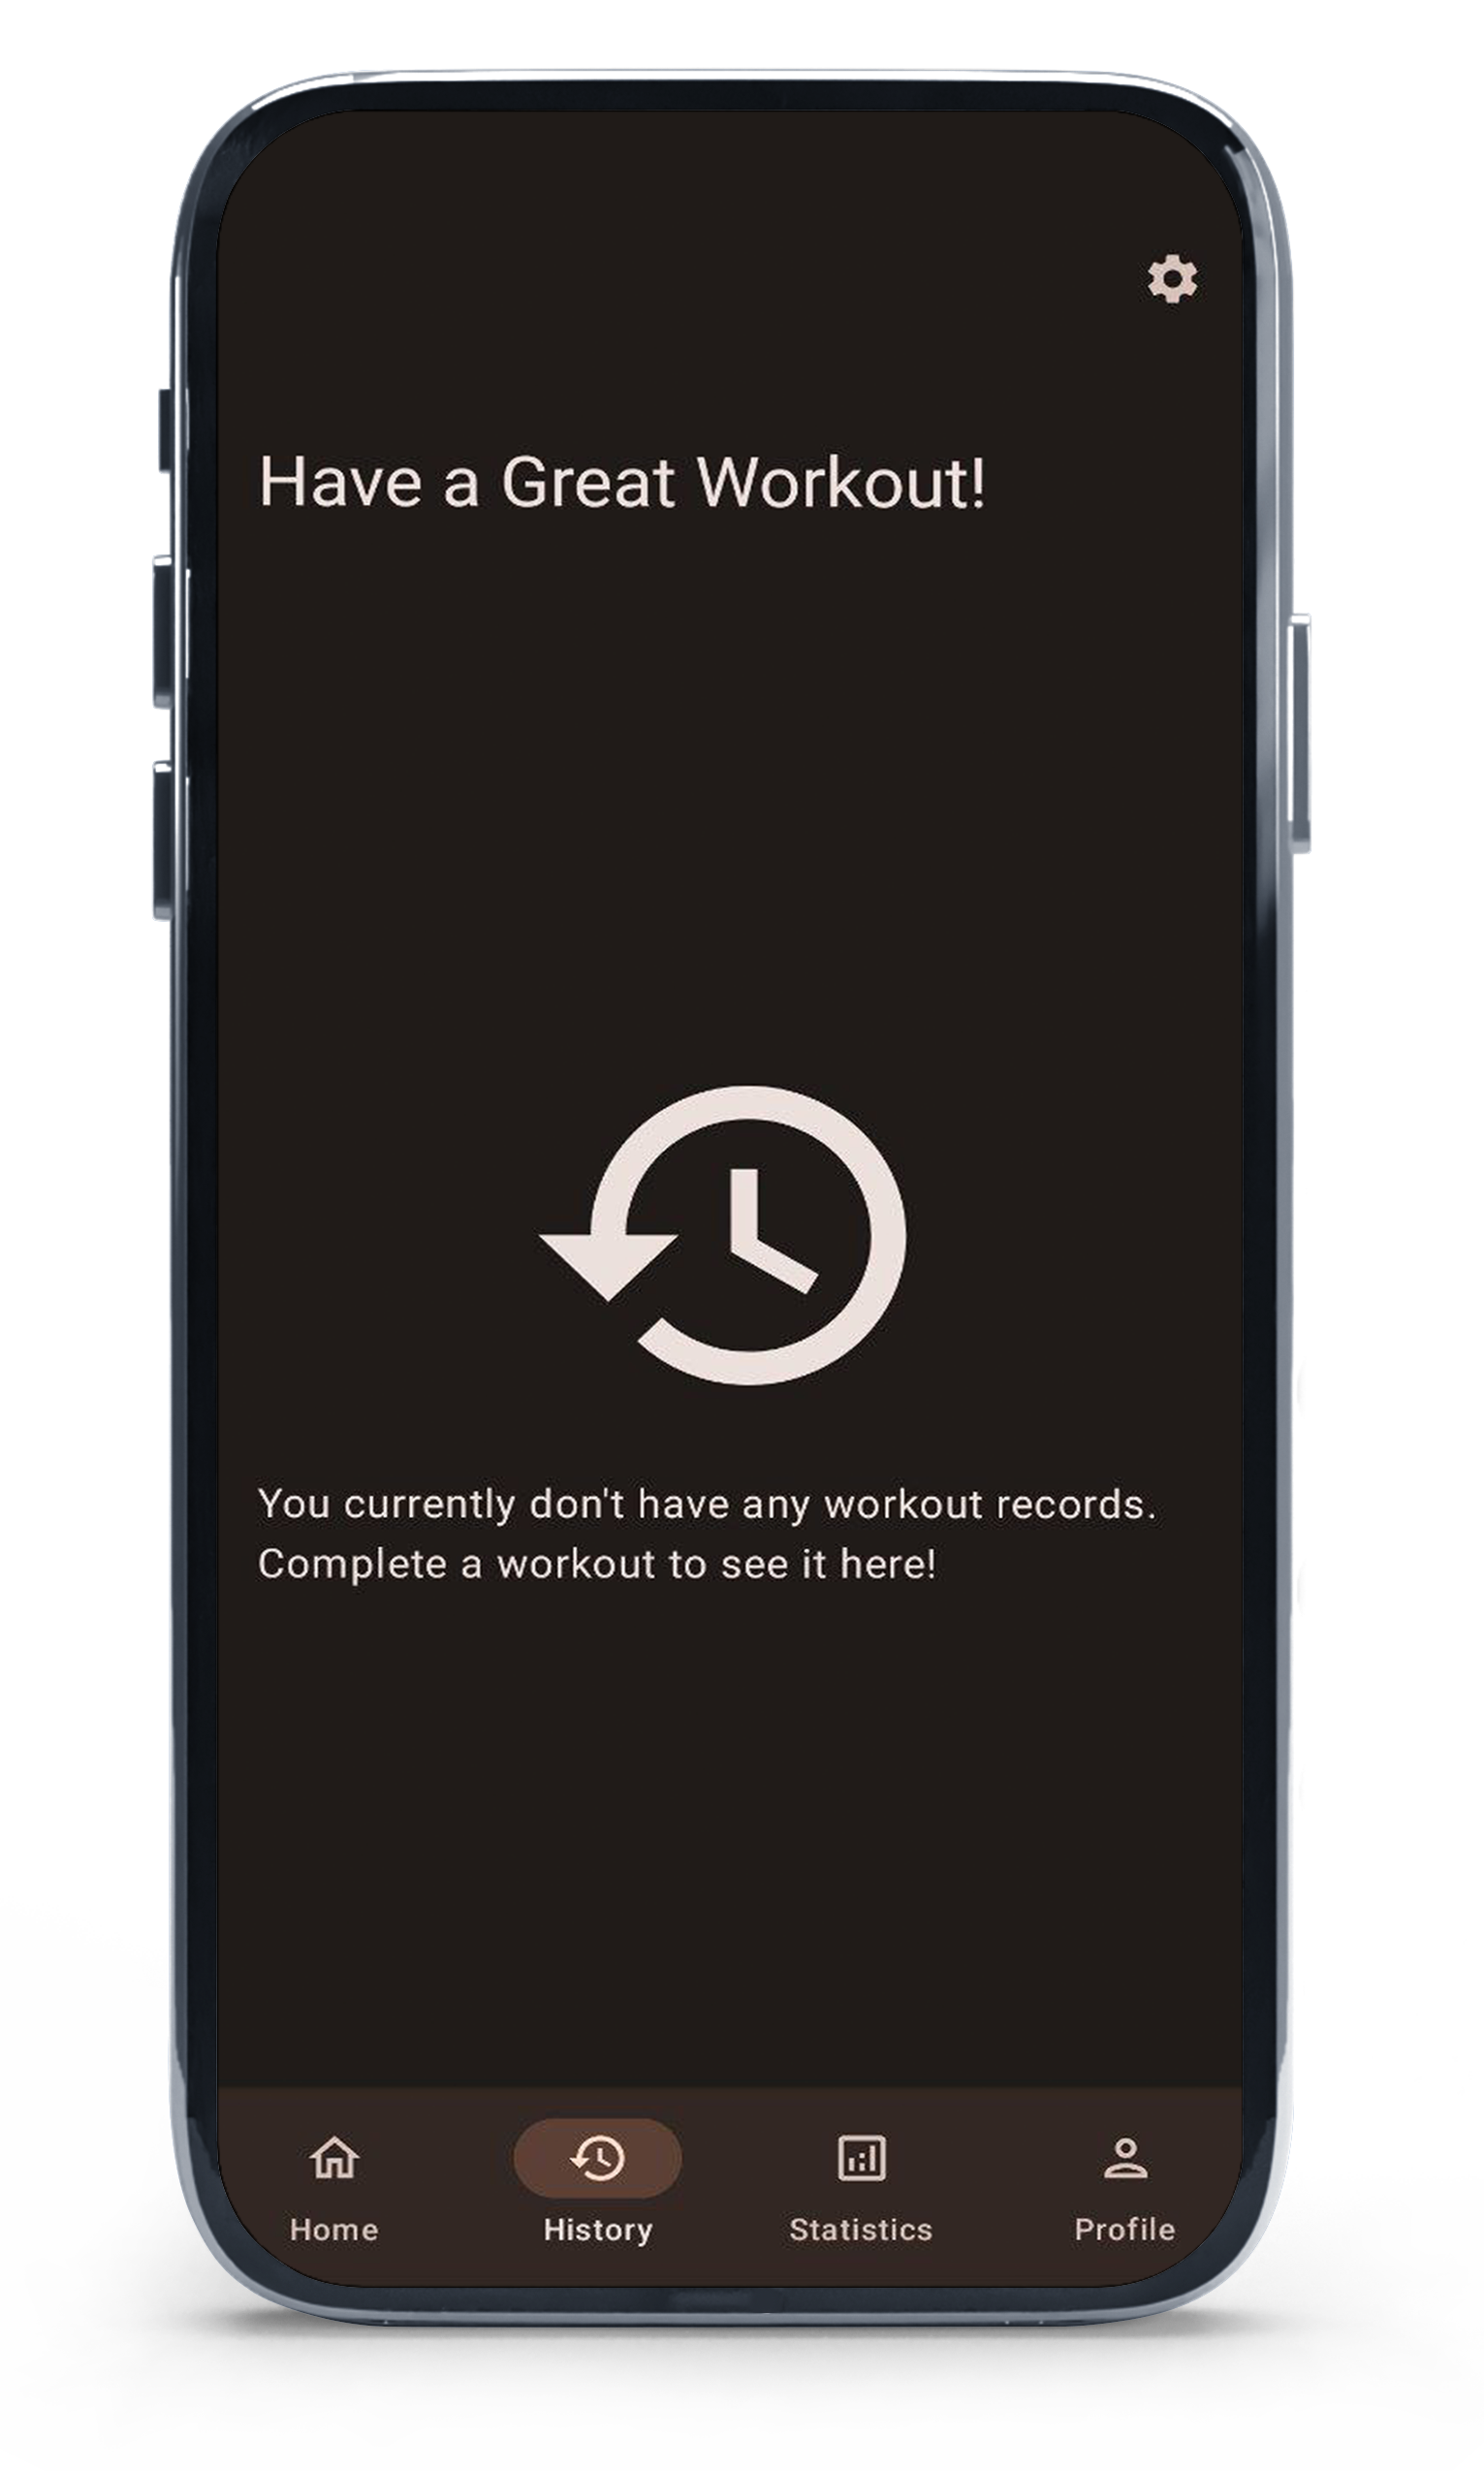 Have a Great Workout!
You currently don't have any workout records.
Complete a workout to see it here!
Home
History
Statistics
Profile